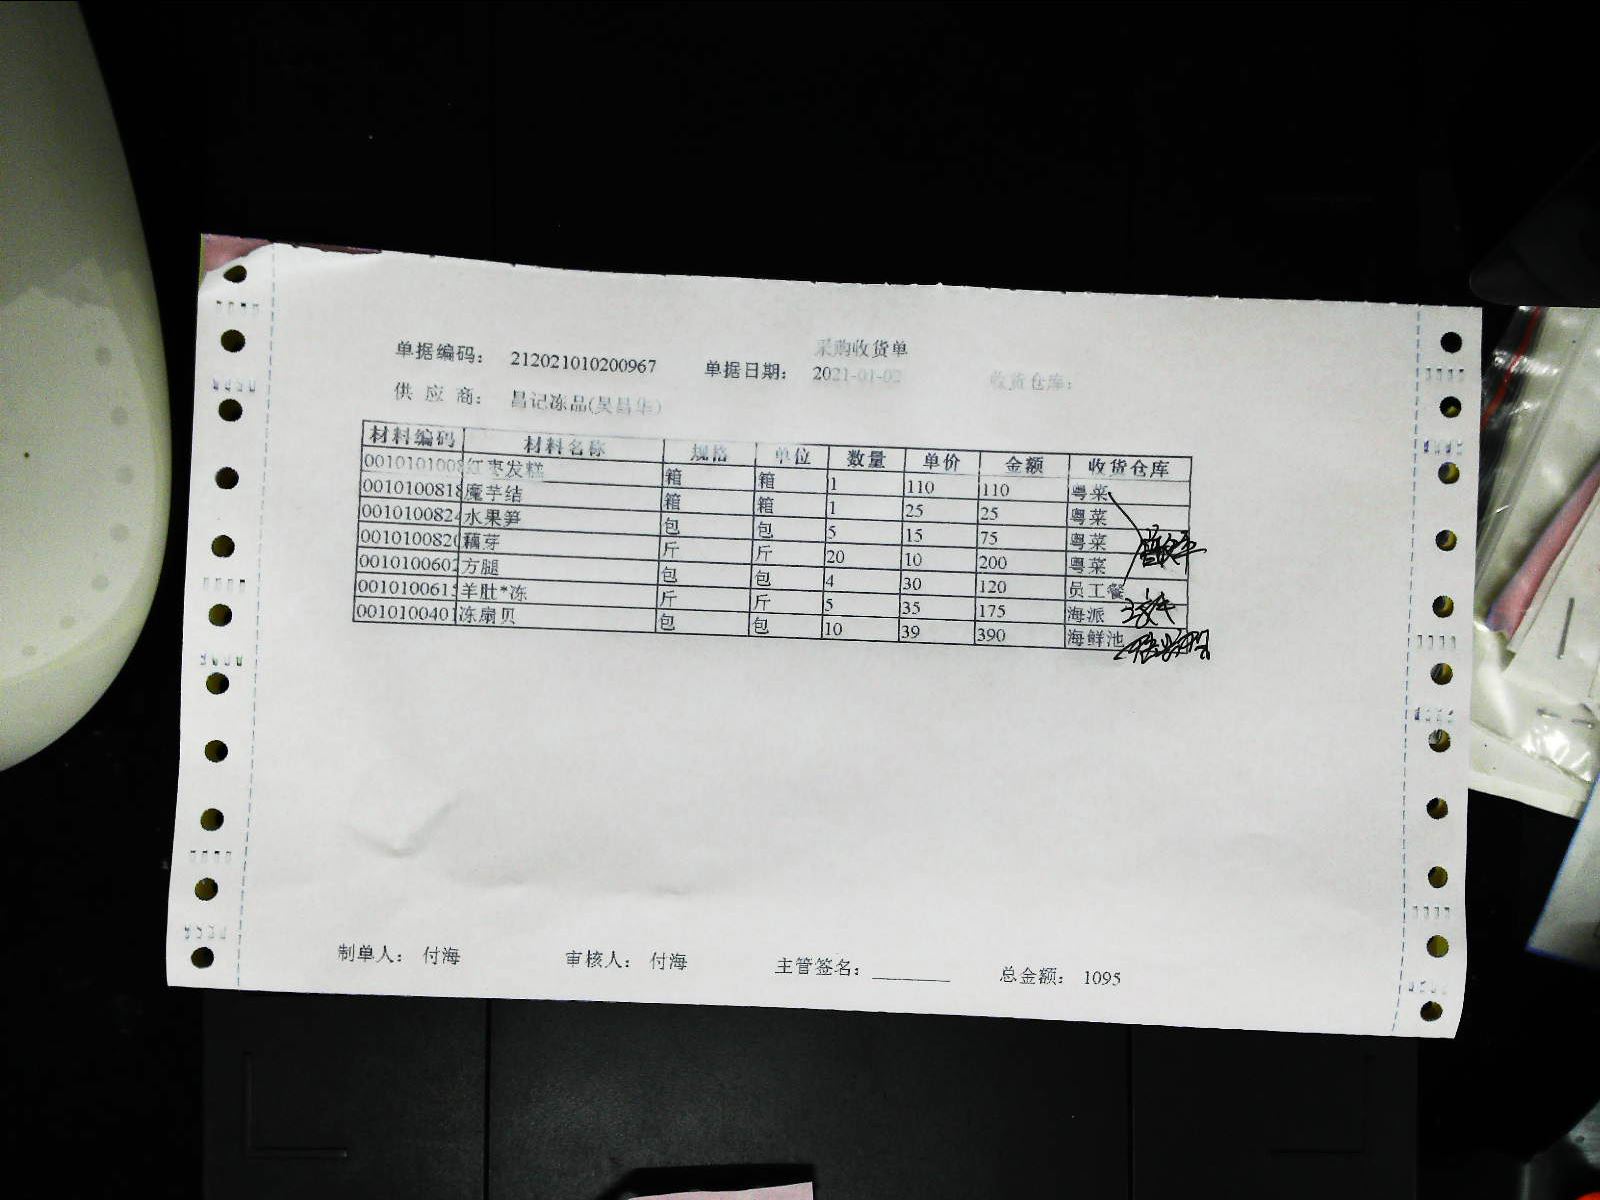 采购收货单
单据编码： 212021010200967 单据日期： 2021-01-02 收货仓库：
供 应 商： 昌记冻品(吴昌华)
材料编码 材料名称 规格 单位 数量 单价 金额 收货仓库
0010101008 红枣发糕 箱 箱 1 110 110 粤菜
0010100818 魔芋结 箱 箱 1 25 25 粤菜
0010100824 水果笋 包 包 5 15 75 粤菜
0010100820 藕芽 斤 斤 20 10 200 粤菜
0010100602 方腿 包 包 4 30 120 员工餐
0010100615 羊肚*冻 斤 斤 5 35 175 海派
0010100401 冻扇贝 包 包 10 39 390 海鲜池
制单人： 付海 审核人： 付海 主管签名： 总金额： 1095